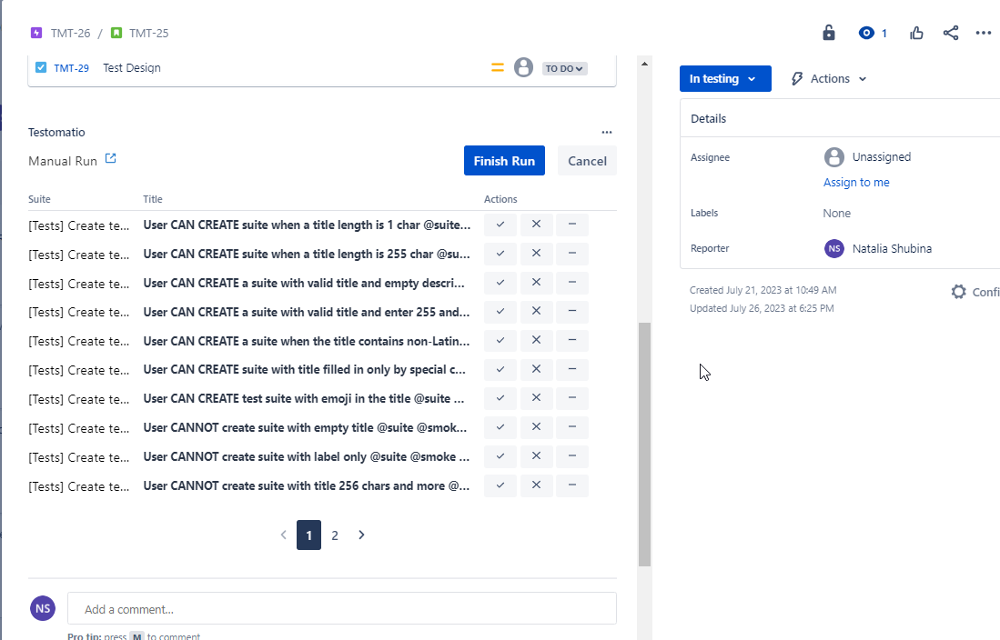 TMT-26 / TMT-25
1
TMT-29 Test Design TO DO
In testing
Actions
Testomatio
Manual Run
Finish Run
Cancel
Suite Title Actions
[Tests] Create te... User CAN CREATE suite when a title length is 1 char @suite...
[Tests] Create te... User CAN CREATE suite when a title length is 255 char @su...
[Tests] Create te... User CAN CREATE a suite with valid title and empty descri...
[Tests] Create te... User CAN CREATE a suite with valid title and enter 255 and...
[Tests] Create te... User CAN CREATE a suite when the title contains non-Latin...
[Tests] Create te... User CAN CREATE suite with title filled in only by special c...
[Tests] Create te... User CAN CREATE test suite with emoji in the title @suite ...
[Tests] Create te... User CANNOT create suite with empty title @suite @smok...
[Tests] Create te... User CANNOT create suite with label only @suite @smoke ...
[Tests] Create te... User CANNOT create suite with title 256 chars and more @...
1 2
NS
Add a comment...
Pro tip: press M to comment
Details
Assignee Unassigned
Assign to me
Labels None
Reporter NS Natalia Shubina
Created July 21, 2023 at 10:49 AM
Updated July 26, 2023 at 6:25 PM
Confi